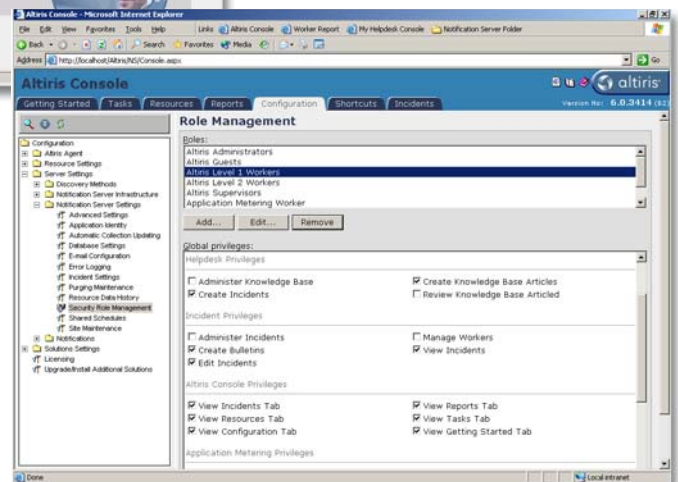 Altiris Console - Microsoft Internet Explorer
File Edit View Favorites Tools Help Links Altiris Console Worker Report My Helpdesk Console Notification Server Folder
Back Search Favorites Media
Address http://localhost/Altiris/NS/Console.aspx Go
Altiris Console altiris
Getting Started Tasks Resources Reports Configuration Shortcuts Incidents Version No: 6.0.3414
Role Management
Configuration
Altiris Agent
Resource Settings
Server Settings
Discovery Methods
Notification Server Infrastructure
Notification Server Settings
Advanced Settings
Application Identity
Automatic Collection Updating
Database Settings
E-mail Configuration
Error Logging
Incident Settings
Purging Maintenance
Resource Data History
Security Role Management
Shared Schedules
Site Maintenance
Notifications
Solutions Settings
Licensing
Upgrade/Install Additional Solutions
Roles:
Altiris Administrators
Altiris Guests
Altiris Level 1 Workers
Altiris Level 2 Workers
Altiris Supervisors
Application Metering Worker
Add... Edit... Remove
Global privileges:
Helpdesk Privileges
Administer Knowledge Base Create Knowledge Base Articles
Create Incidents Review Knowledge Base Articled
Incident Privileges
Administer Incidents Manage Workers
Create Bulletins View Incidents
Edit Incidents
Altiris Console Privileges
View Incidents Tab View Reports Tab
View Resources Tab View Tasks Tab
View Configuration Tab View Getting Started Tab
Application Metering Privileges
Done Local intranet